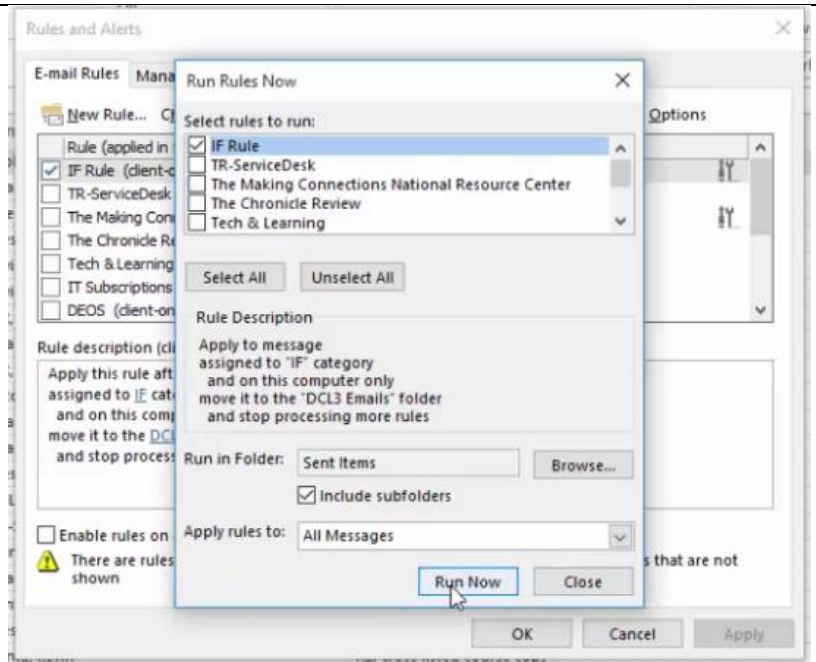 Rules and Alerts
E-mail Rules Mana
New Rule...
Options
Rule (applied in
IF Rule (client-o
TR-ServiceDesk
The Making Con
The Chronicle Re
Tech & Learning
IT Subscriptions
DEOS (client-on
Rule description (cli
Apply this rule aft
assigned to IF cat
and on this comp
move it to the DCL
and stop process
Enable rules on
There are rules
s that are not
shown
OK Cancel Apply
Run Rules Now
Select rules to run:
IF Rule
TR-ServiceDesk
The Making Connections National Resource Center
The Chronicle Review
Tech & Learning
Select All Unselect All
Rule Description
Apply to message
assigned to "IF" category
and on this computer only
move it to the "DCL3 Emails" folder
and stop processing more rules
Run in Folder: Sent Items Browse...
Include subfolders
Apply rules to: All Messages
Run Now Close